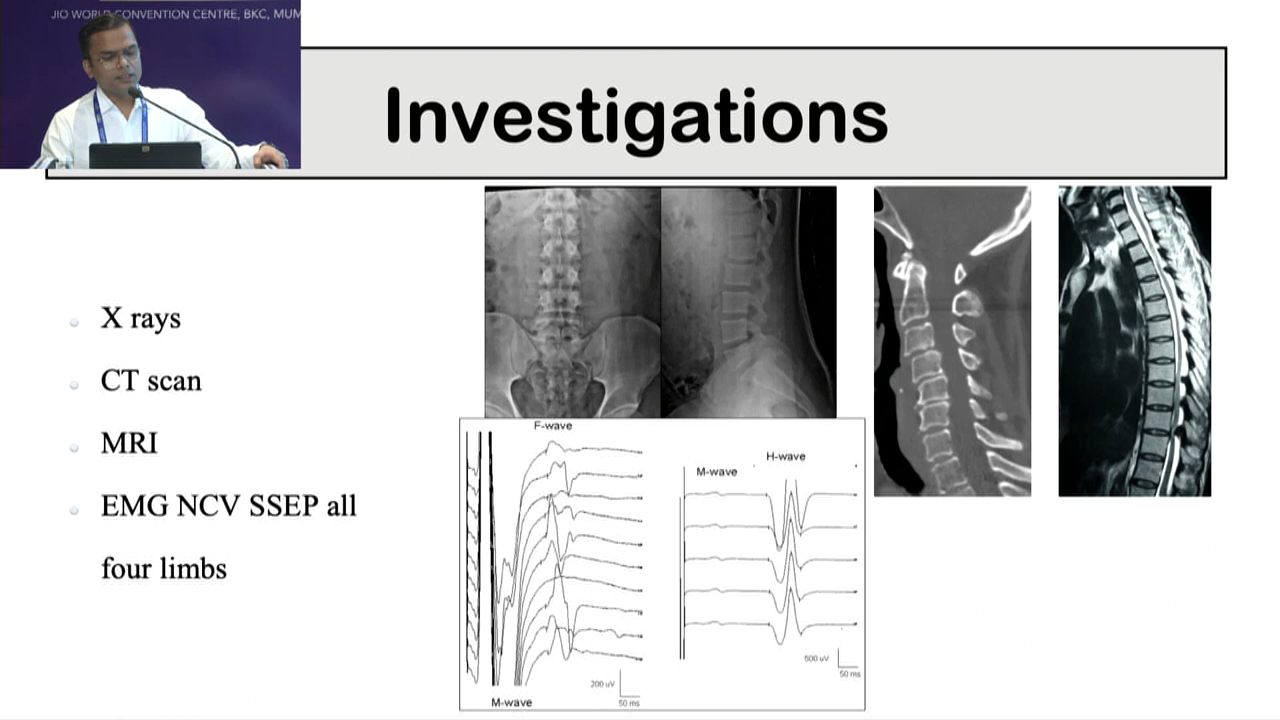 JIO WORLD CONVENTION CENTRE, BKC, MUM
Investigations
X rays
CT scan
MRI
EMG NCV SSEP all
four limbs
F-wave
M-wave
200 uV
50 ms
H-wave
M-wave
500 uV
50 ms